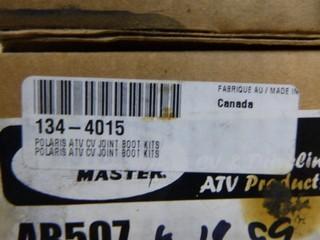 FABRIQUE AU / MADE IN
Canada
134-4015
POLARIS ATV CV JOINT BOOT KITS
POLARIS ATV CV JOINT BOOT KITS
MASTER
ATV Product
AB507